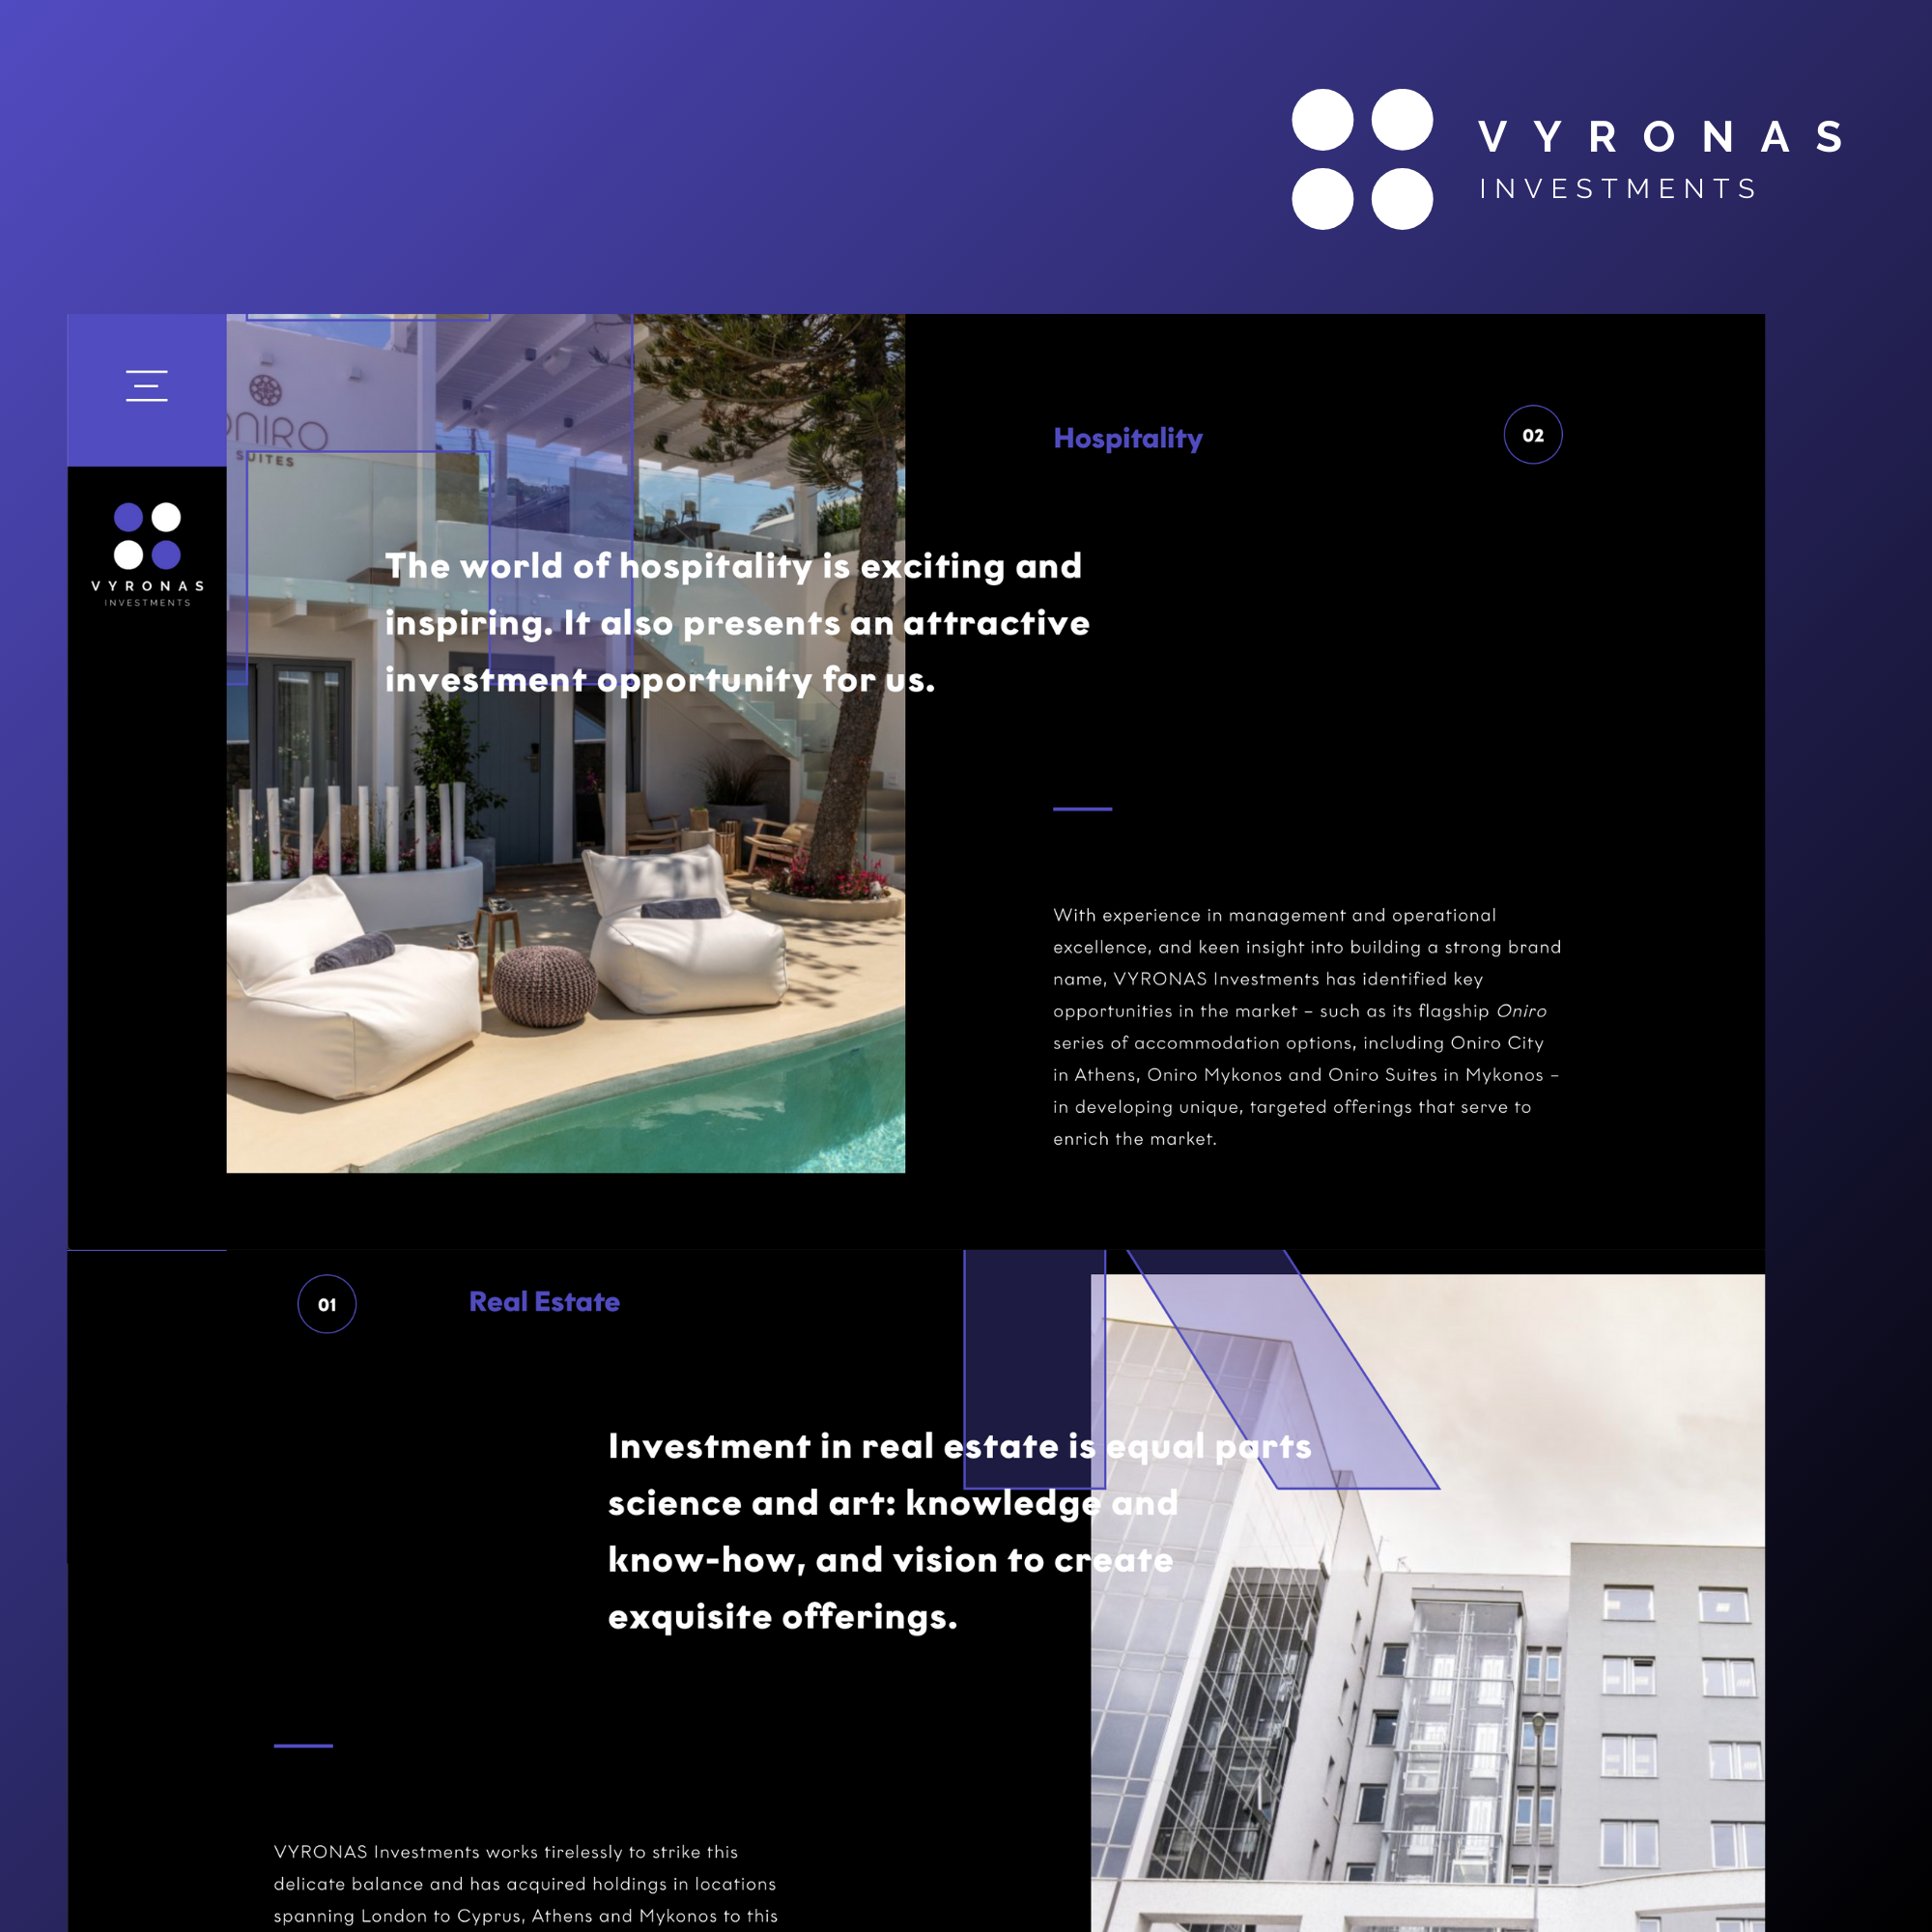 VYRONAS
INVESTMENTS
ONIRO
SUITES
VYRONAS
INVESTMENTS
Hospitality
02
The world of hospitality is exciting and
inspiring. It also presents an attractive
investment opportunity for us.
With experience in management and operational
excellence, and keen insight into building a strong brand
name, VYRONAS Investments has identified key
opportunities in the market – such as its flagship Oniro
series of accommodation options, including Oniro City
in Athens, Oniro Mykonos and Oniro Suites in Mykonos –
in developing unique, targeted offerings that serve to
enrich the market.
01
Real Estate
Investment in real estate is equal parts
science and art: knowledge and
know-how, and vision to create
exquisite offerings.
VYRONAS Investments works tirelessly to strike this
delicate balance and has acquired holdings in locations
spanning London to Cyprus, Athens and Mykonos to this